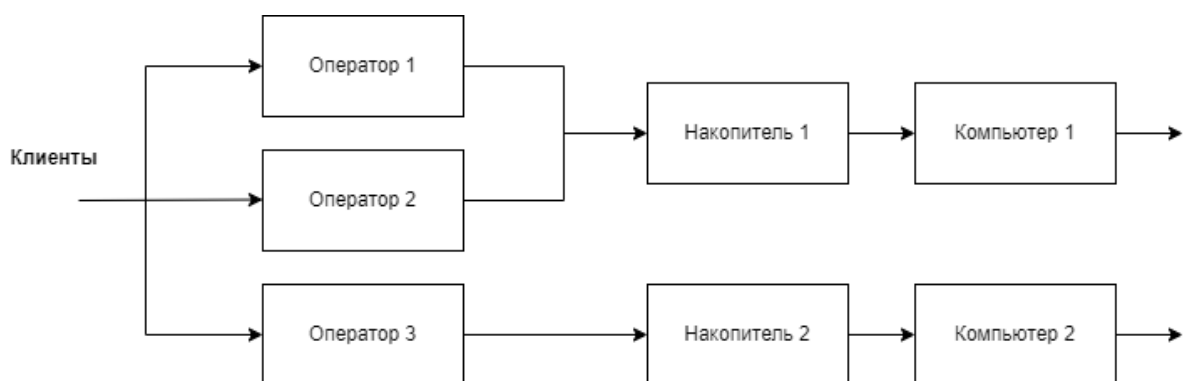 Оператор 1
Накопитель 1
Компьютер 1
Клиенты
Оператор 2
Оператор 3
Накопитель 2
Компьютер 2